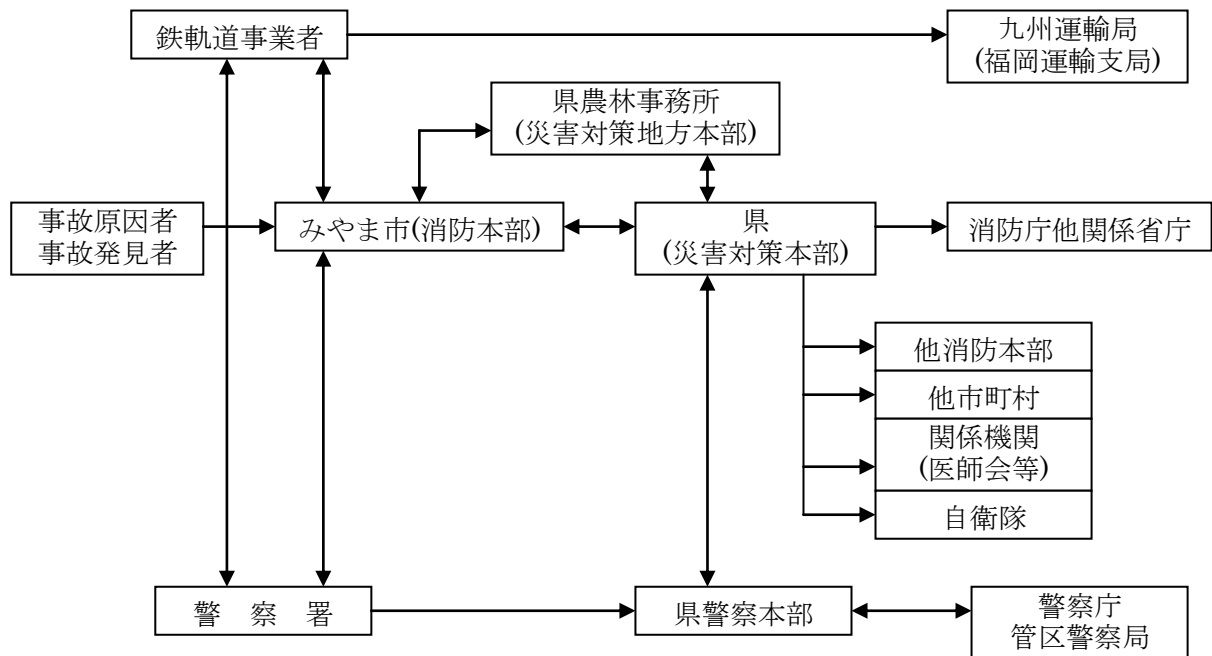 鉄軌道事業者
九州運輸局
(福岡運輸支局)
県農林事務所
(災害対策地方本部)
事故原因者
事故発見者
みやま市(消防本部)
県
(災害対策本部)
消防庁他関係省庁
他消防本部
他市町村
関係機関
(医師会等)
自衛隊
警　察　署
県警察本部
警察庁
管区警察局